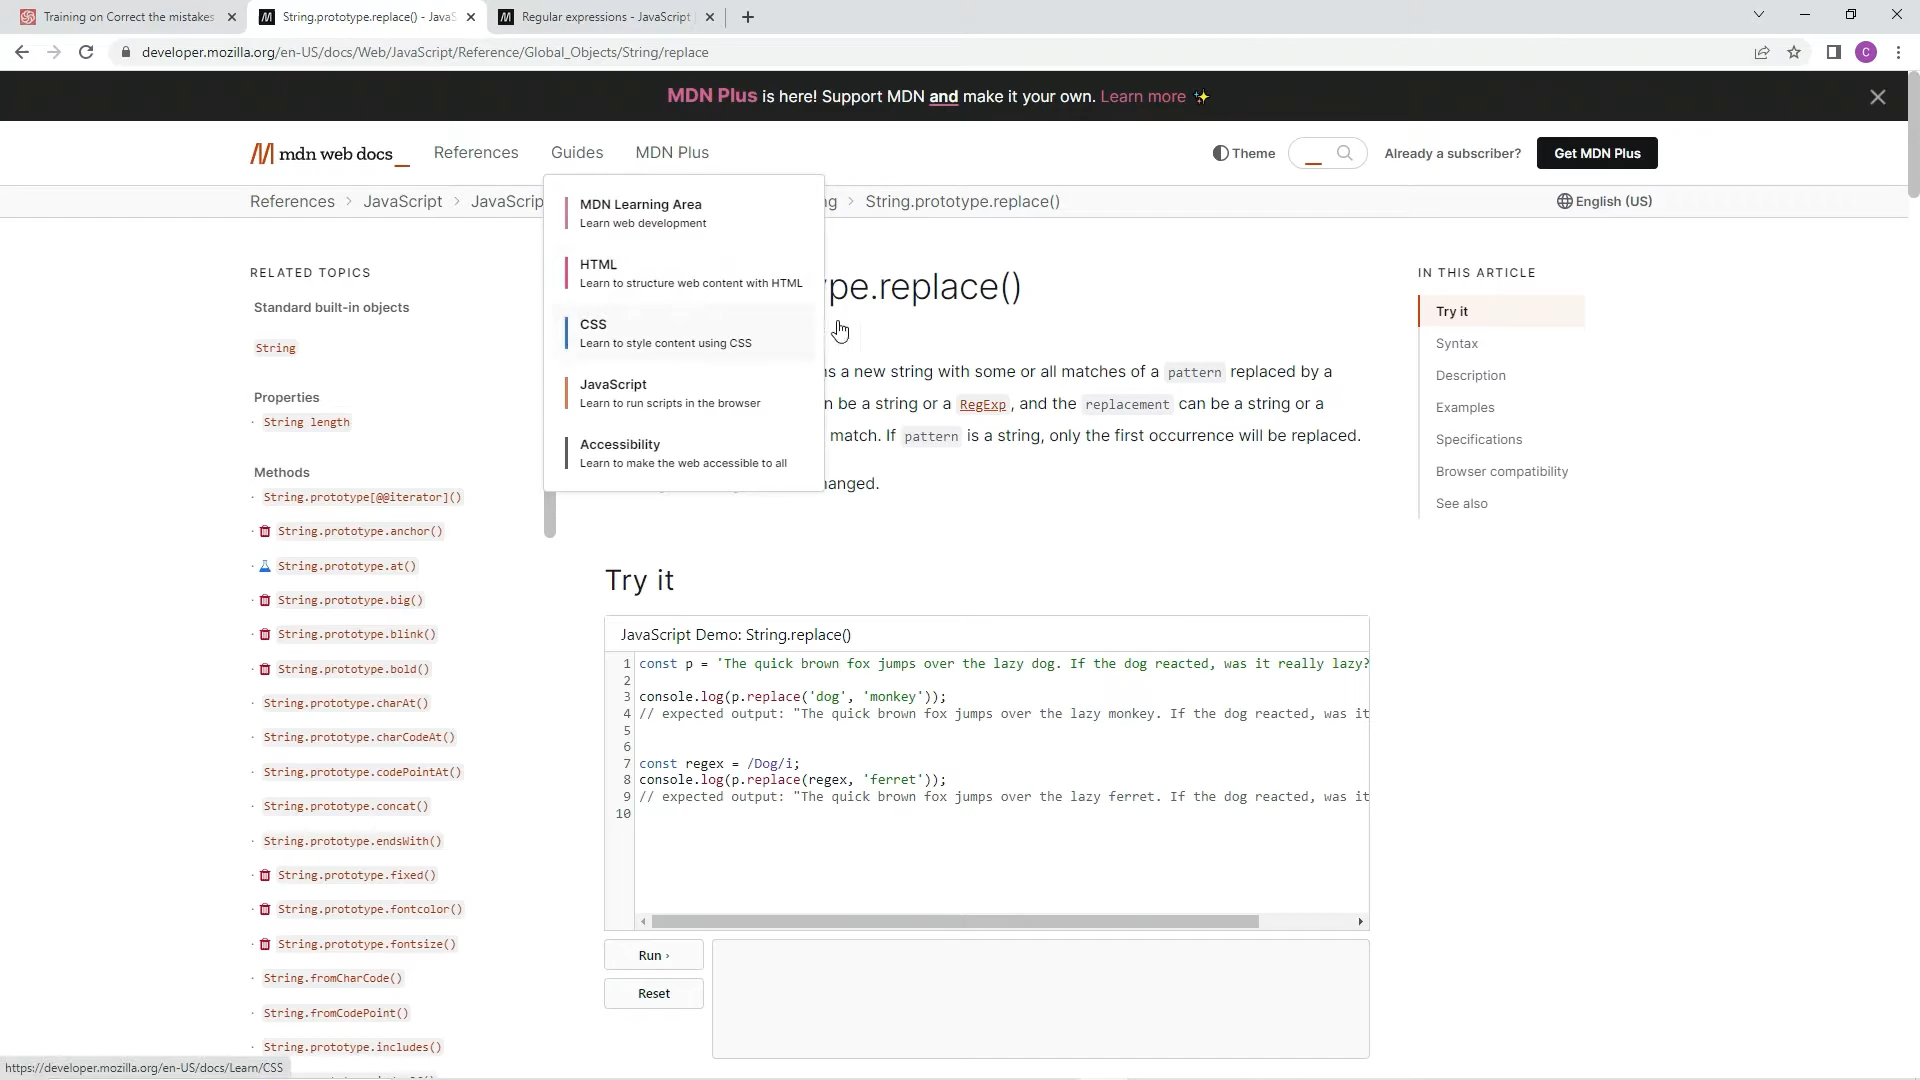 Training on Correct the mistakes
String.prototype.replace() - JavaS
Regular expressions - JavaScript
developer.mozilla.org/en-US/docs/Web/JavaScript/Reference/Global_Objects/String/replace
C
MDN Plus is here! Support MDN and make it your own. Learn more ✨
mdn web docs_
References
Guides
MDN Plus
Theme
Already a subscriber?
Get MDN Plus
References > JavaScript > JavaScrip
ng > String.prototype.replace()
English (US)
MDN Learning Area
Learn web development
HTML
Learn to structure web content with HTML
CSS
Learn to style content using CSS
JavaScript
Learn to run scripts in the browser
Accessibility
Learn to make the web accessible to all
RELATED TOPICS
Standard built-in objects
String
Properties
String length
Methods
String.prototype[@@iterator]()
String.prototype.anchor()
String.prototype.at()
String.prototype.big()
String.prototype.blink()
String.prototype.bold()
String.prototype.charAt()
String.prototype.charCodeAt()
String.prototype.codePointAt()
String.prototype.concat()
String.prototype.endsWith()
String.prototype.fixed()
String.prototype.fontcolor()
String.prototype.fontsize()
String.fromCharCode()
String.fromCodePoint()
String.prototype.includes()
ype.replace()
ns a new string with some or all matches of a pattern replaced by a
n be a string or a RegExp, and the replacement can be a string or a
match. If pattern is a string, only the first occurrence will be replaced.
hanged.
Try it
JavaScript Demo: String.replace()
1 const p = 'The quick brown fox jumps over the lazy dog. If the dog reacted, was it really lazy?
2
3 console.log(p.replace('dog', 'monkey'));
4 // expected output: "The quick brown fox jumps over the lazy monkey. If the dog reacted, was it
5
6
7 const regex = /Dog/i;
8 console.log(p.replace(regex, 'ferret'));
9 // expected output: "The quick brown fox jumps over the lazy ferret. If the dog reacted, was it
10
Run ›
Reset
IN THIS ARTICLE
Try it
Syntax
Description
Examples
Specifications
Browser compatibility
See also
https://developer.mozilla.org/en-US/docs/Learn/CSS